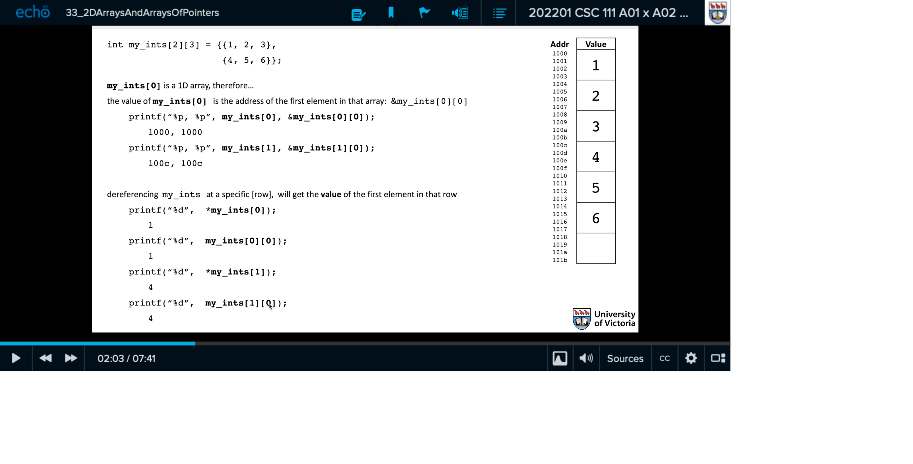 echo 33_2DArraysAndArraysOfPointers 202201 CSC 111 A01 x A02 ...
int my_ints[2][3] = {{1, 2, 3},
{4, 5, 6}};
my_ints[0] is a 1D array, therefore...
the value of my_ints[0] is the address of the first element in that array: &my_ints[0][0]
printf("%p, %p", my_ints[0], &my_ints[0][0]);
1000, 1000
printf("%p, %p", my_ints[1], &my_ints[1][0]);
100c, 100c
dereferencing my_ints at a specific [row], will get the value of the first element in that row
printf("%d", *my_ints[0]);
1
printf("%d", my_ints[0][0]);
1
printf("%d", *my_ints[1]);
4
printf("%d", my_ints[1][0]);
4
Addr Value
1000
1001
1002
1003
1
1004
1005
1006
1007
2
1008
1009
100a
100b
3
100c
100d
100e
100f
4
1010
1011
1012
1013
5
1014
1015
1016
1017
6
1018
1019
101a
101b
University
of Victoria
02:03 / 07:41 Sources CC